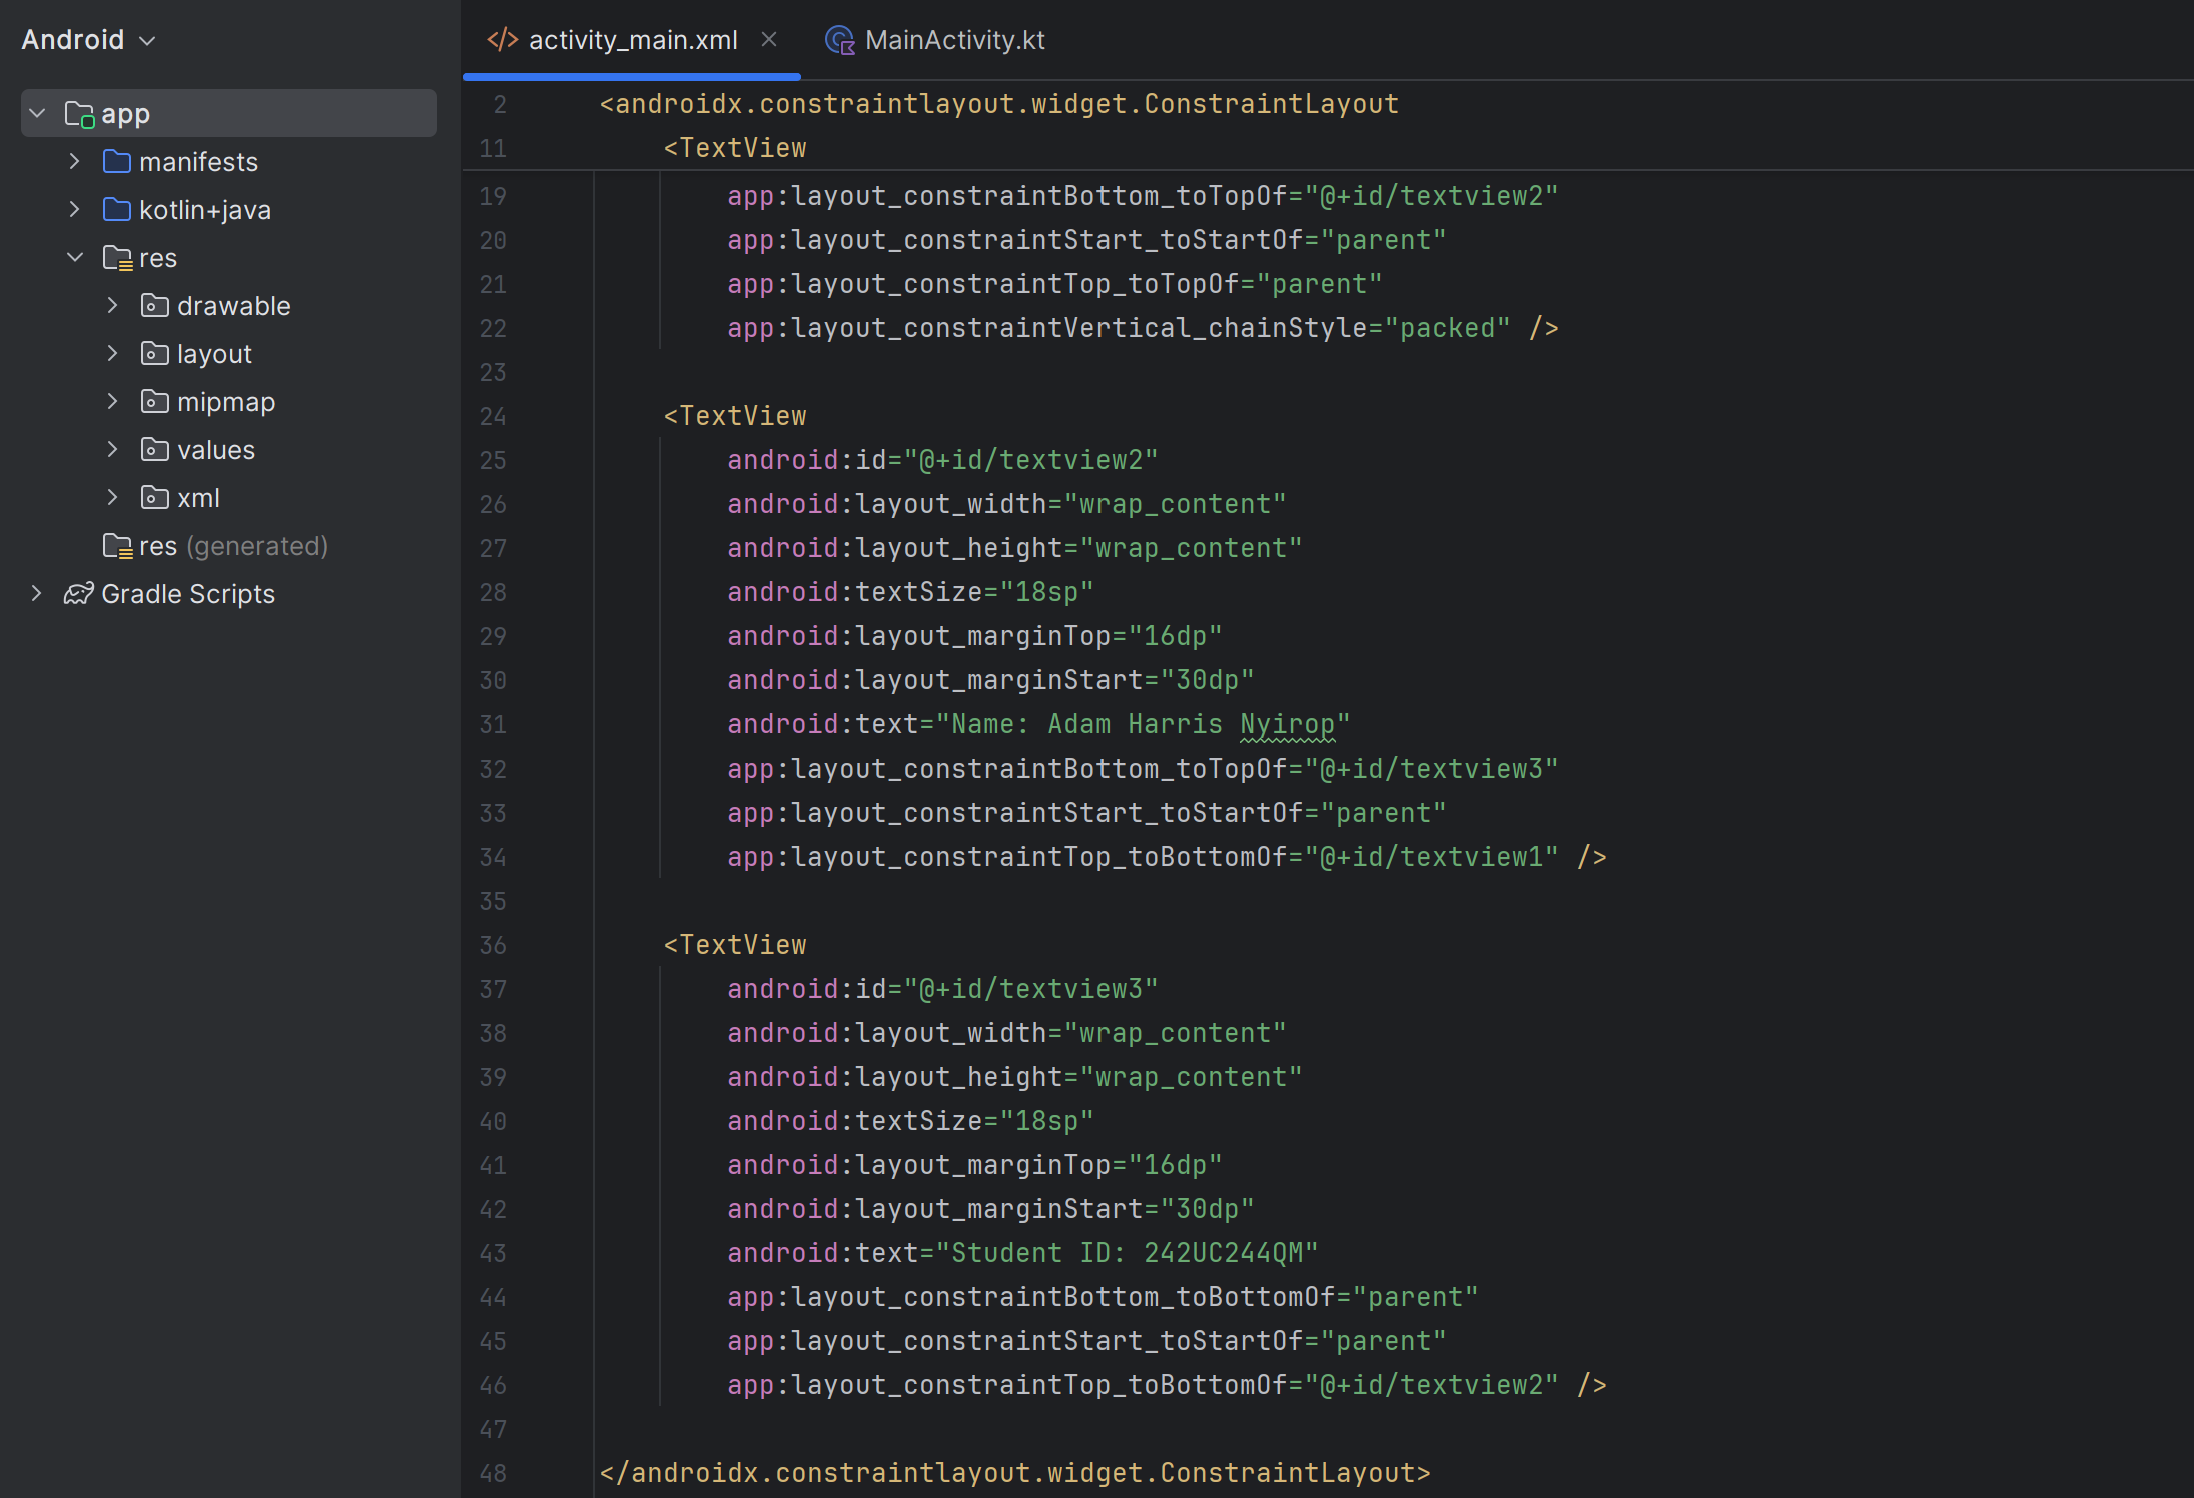 Android
app
manifests
kotlin+java
res
drawable
layout
mipmap
values
xml
res (generated)
Gradle Scripts
</> activity_main.xml × MainActivity.kt
2 <androidx.constraintlayout.widget.ConstraintLayout
11 <TextView
19 app:layout_constraintBottom_toTopOf="@+id/textview2"
20 app:layout_constraintStart_toStartOf="parent"
21 app:layout_constraintTop_toTopOf="parent"
22 app:layout_constraintVertical_chainStyle="packed" />
23
24 <TextView
25 android:id="@+id/textview2"
26 android:layout_width="wrap_content"
27 android:layout_height="wrap_content"
28 android:textSize="18sp"
29 android:layout_marginTop="16dp"
30 android:layout_marginStart="30dp"
31 android:text="Name: Adam Harris Nyirop"
32 app:layout_constraintBottom_toTopOf="@+id/textview3"
33 app:layout_constraintStart_toStartOf="parent"
34 app:layout_constraintTop_toBottomOf="@+id/textview1" />
35
36 <TextView
37 android:id="@+id/textview3"
38 android:layout_width="wrap_content"
39 android:layout_height="wrap_content"
40 android:textSize="18sp"
41 android:layout_marginTop="16dp"
42 android:layout_marginStart="30dp"
43 android:text="Student ID: 242UC244QM"
44 app:layout_constraintBottom_toBottomOf="parent"
45 app:layout_constraintStart_toStartOf="parent"
46 app:layout_constraintTop_toBottomOf="@+id/textview2" />
47
48 </androidx.constraintlayout.widget.ConstraintLayout>